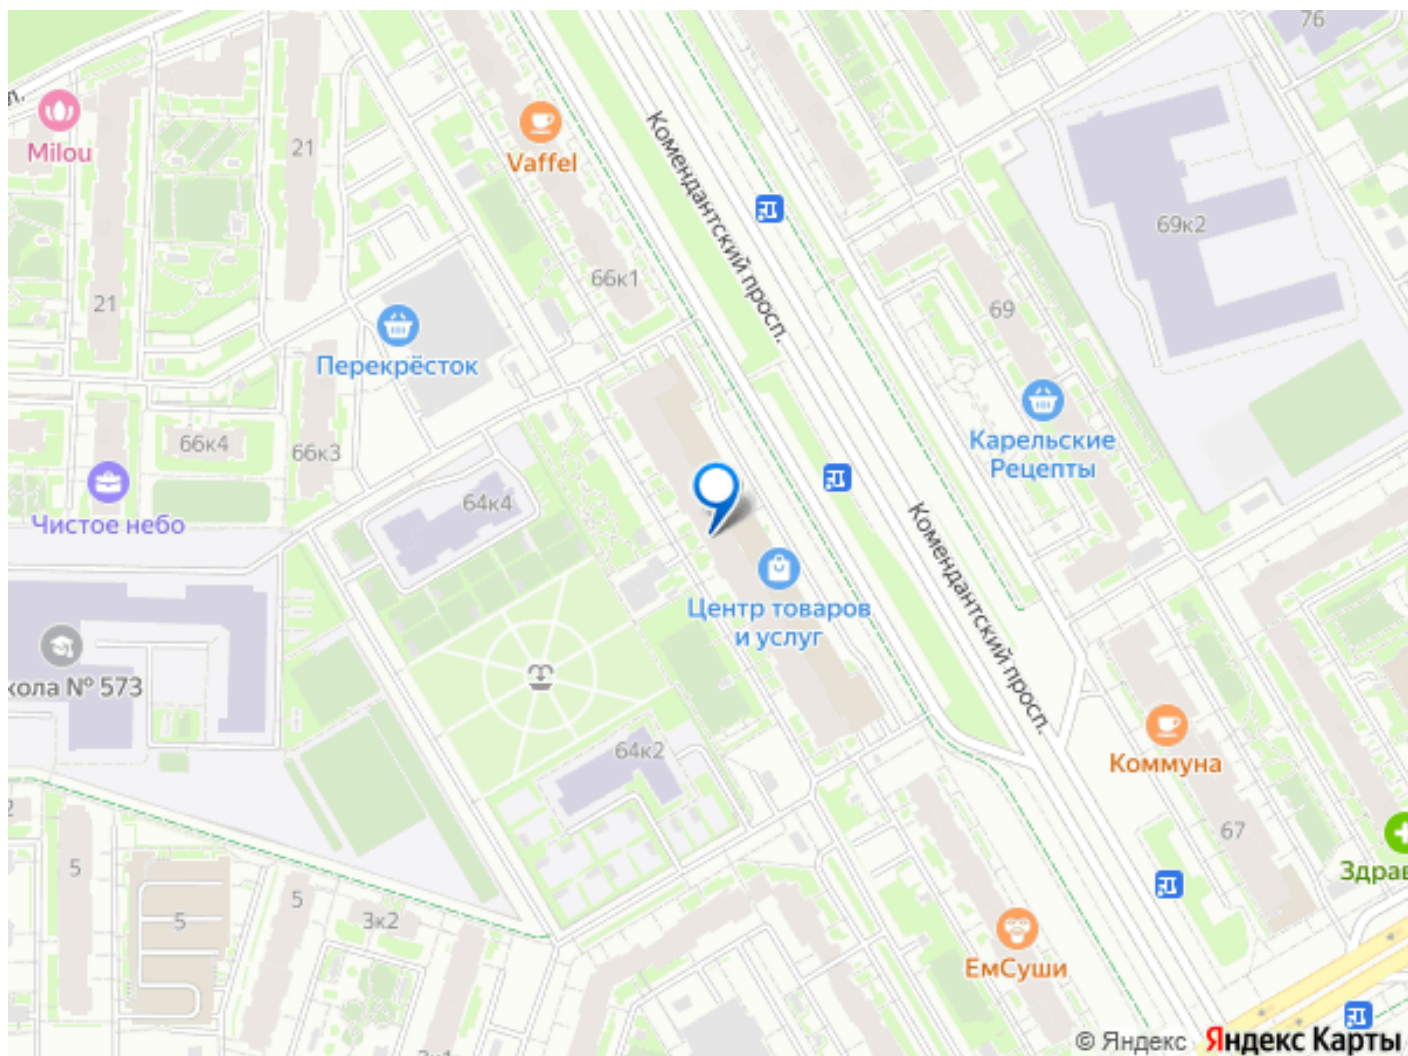 76
Milou
21
Vaffel
Комендантский просп.
69к2
66к1
21
69
Перекрёсток
Карельские
Рецепты
66к4
66к3
64к4
Чистое небо
Центр товаров
и услуг
Комендантский просп.
кола № 573
64к2
Коммуна
67
5
5
3к2
5
Здрав
ЕмСуши
© Яндекс
Яндекс Карты